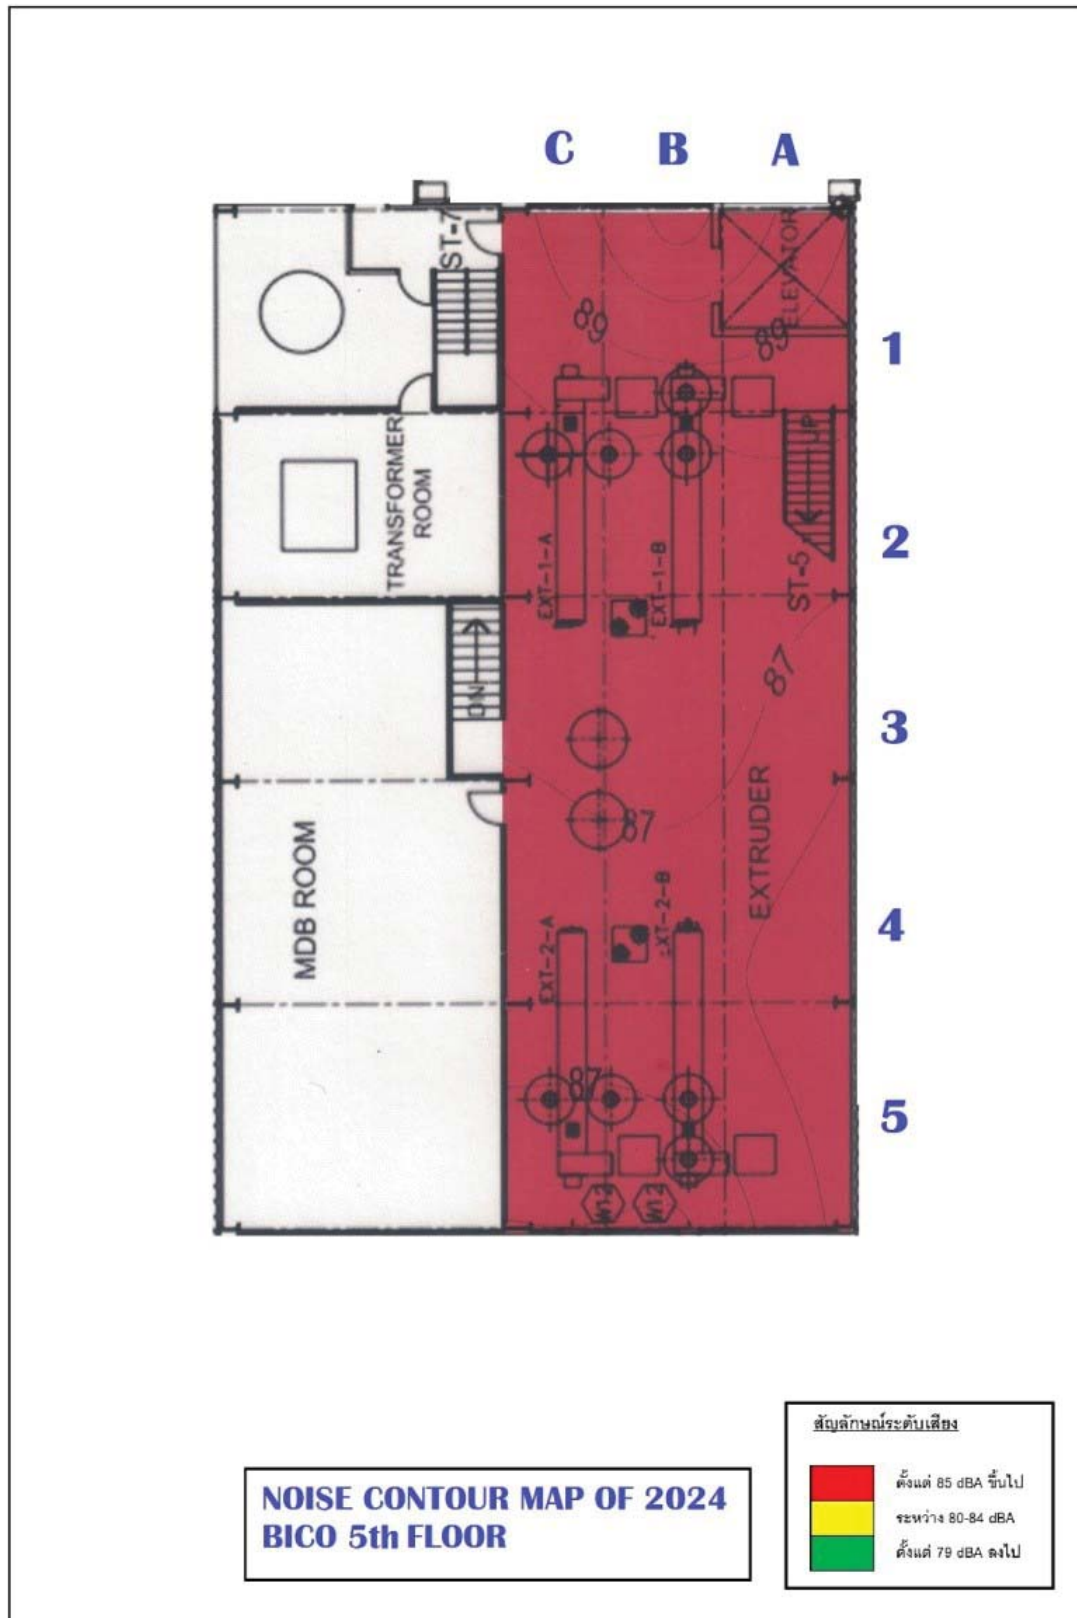 C B A
ST-7
ELEVATOR
89
89
1
TRANSFORMER
ROOM
UP
EXT-1-A
EXT-1-B
ST-5
2
DN
87
3
MDB ROOM
87
EXTRUDER
EXT-2-A
XT-2-B
4
87
5
W12
W12
NOISE CONTOUR MAP OF 2024
BICO 5th FLOOR
สัญลักษณ์ระดับเสียง
ตั้งแต่ 85 dBA ขึ้นไป
ระหว่าง 80-84 dBA
ตั้งแต่ 79 dBA ลงไป